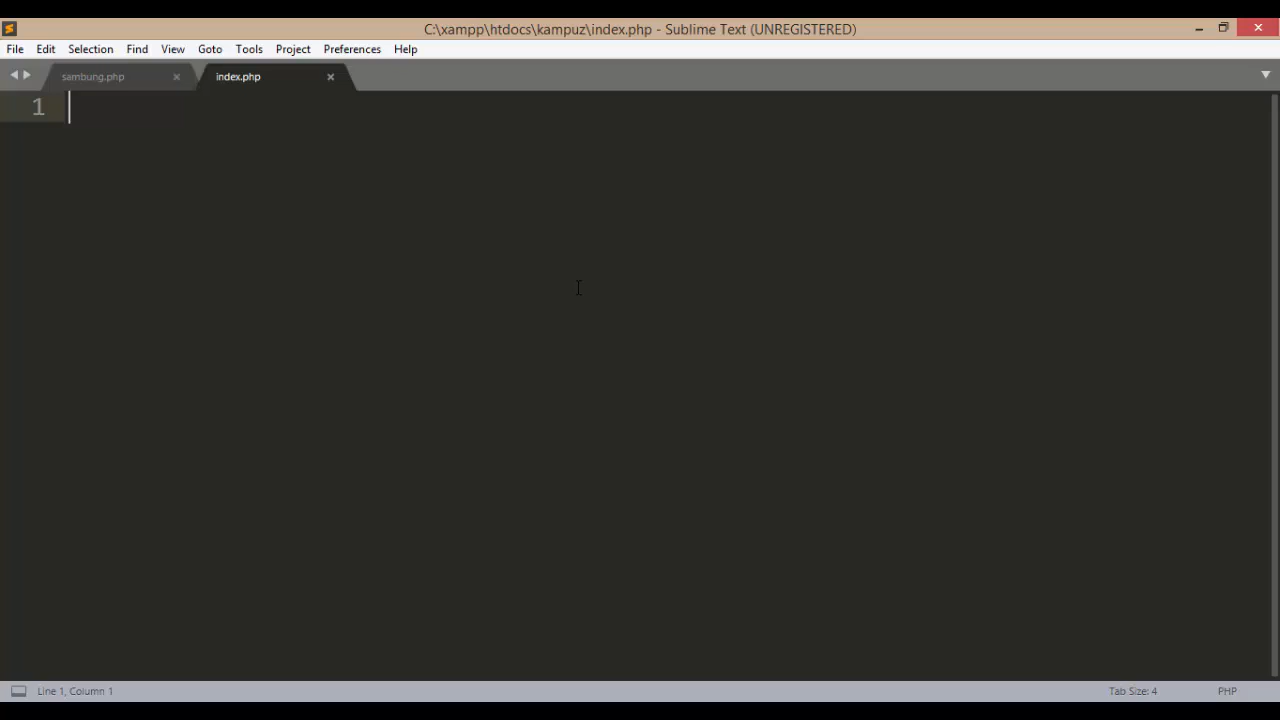 C:\xampp\htdocs\kampuz\index.php - Sublime Text (UNREGISTERED)
File Edit Selection Find View Goto Tools Project Preferences Help
sambung.php index.php
1
Line 1, Column 1 Tab Size: 4 PHP